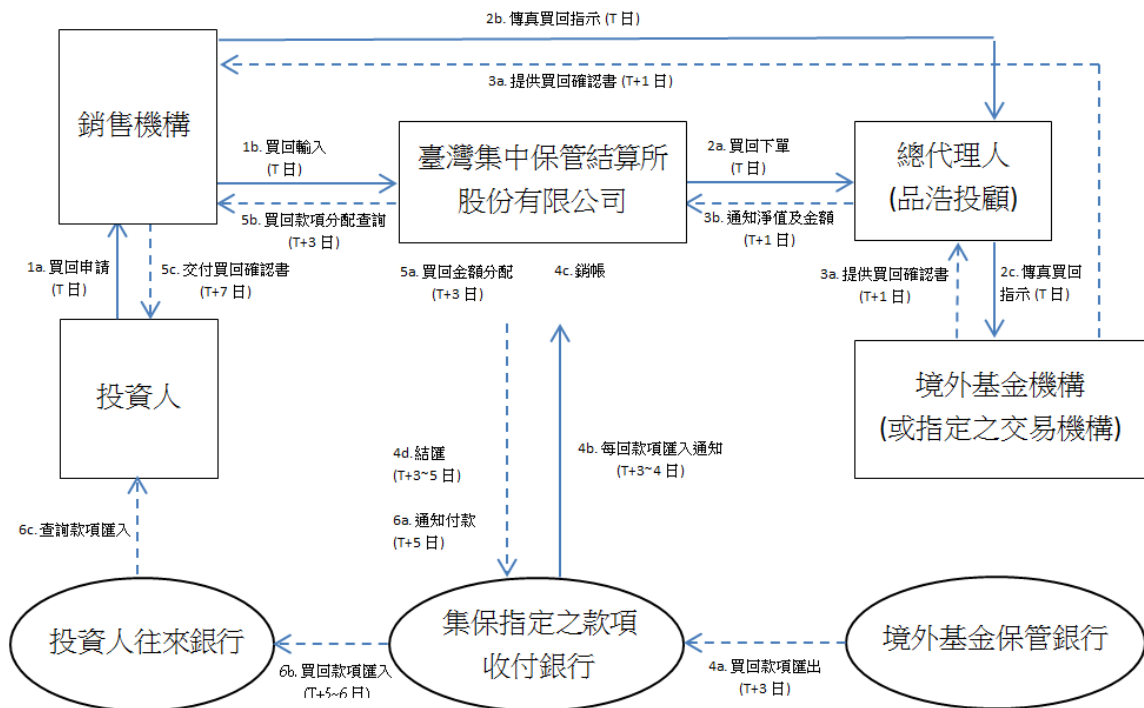 2b. 傳真買回指示 (T 日)
3a.提供買回確認書 (T+1 日)
銷售機構
1b. 買回輸入
(T 日)
臺灣集中保管結算所
股份有限公司
2a. 買回下單
(T 日)
總代理人
(品浩投顧)
5b. 買回款項分配查詢
(T+3 日)
3b. 通知淨值及金額
(T+1 日)
1a. 買回申請
(T 日)
5c. 交付買回確認書
(T+7 日)
5a. 買回金額分配
(T+3 日)
4c. 銷帳
3a. 提供買回確認書
(T+1 日)
2c. 傳真買回
指示 (T 日)
投資人
境外基金機構
(或指定之交易機構)
4d. 結匯
(T+3~5 日)
4b. 每回款項匯入通知
(T+3~4 日)
6a. 通知付款
(T+5 日)
6c. 查詢款項匯入
投資人往來銀行
集保指定之款項
收付銀行
境外基金保管銀行
6b. 買回款項匯入
(T+5~6 日)
4a. 買回款項匯出
(T+3 日)